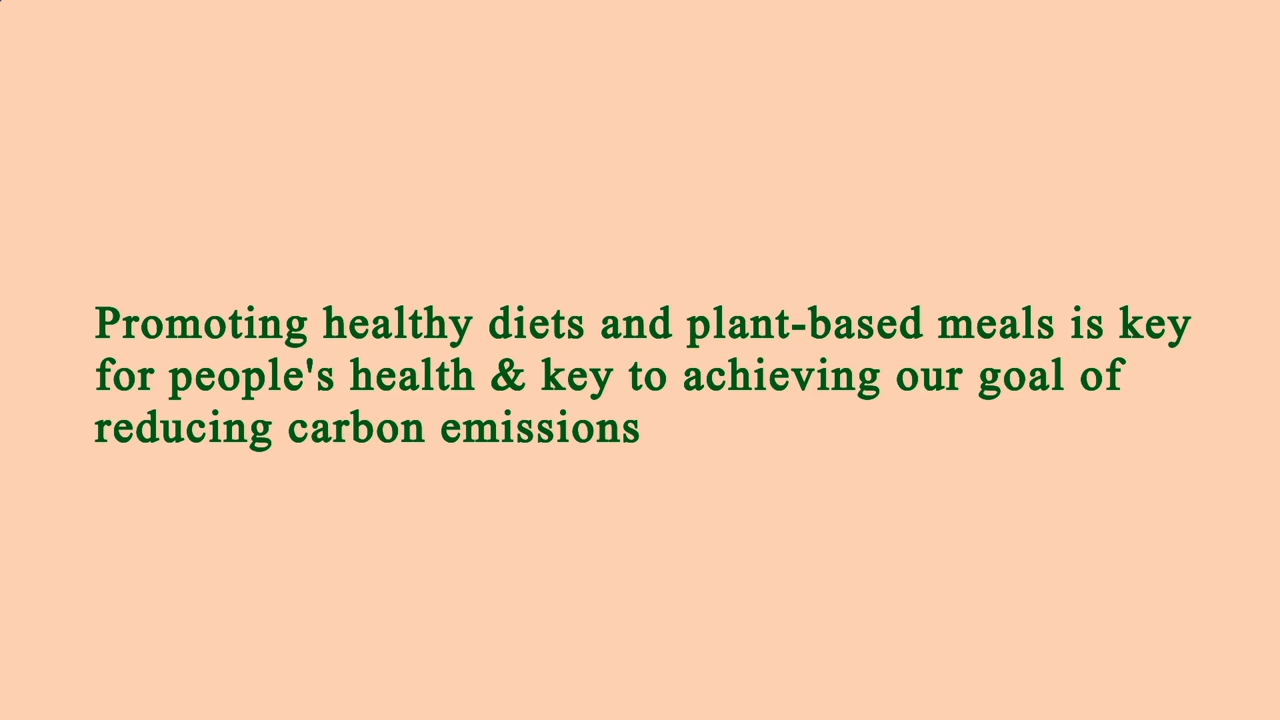 Promoting healthy diets and plant-based meals is key
for people's health & key to achieving our goal of
reducing carbon emissions